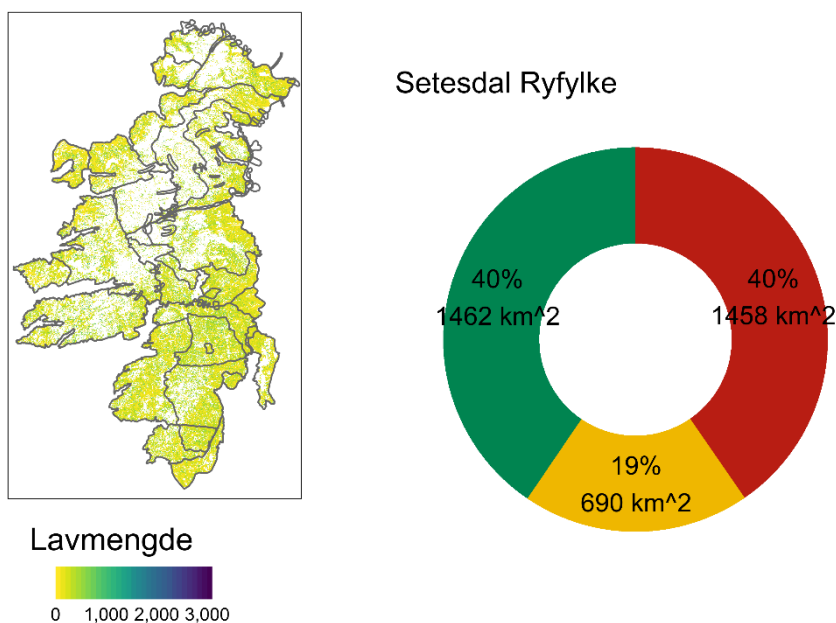 Setesdal Ryfylke
40%
1462 km^2
40%
1458 km^2
19%
690 km^2
Lavmengde
0 1,000 2,000 3,000